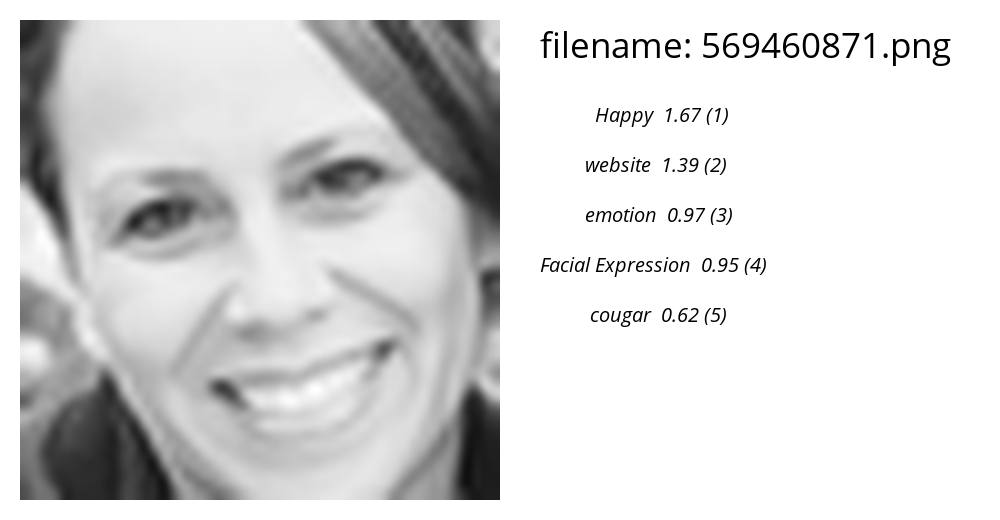 filename: 569460871.png
Happy 1.67 (1)
website 1.39 (2)
emotion 0.97 (3)
Facial Expression 0.95 (4)
cougar 0.62 (5)